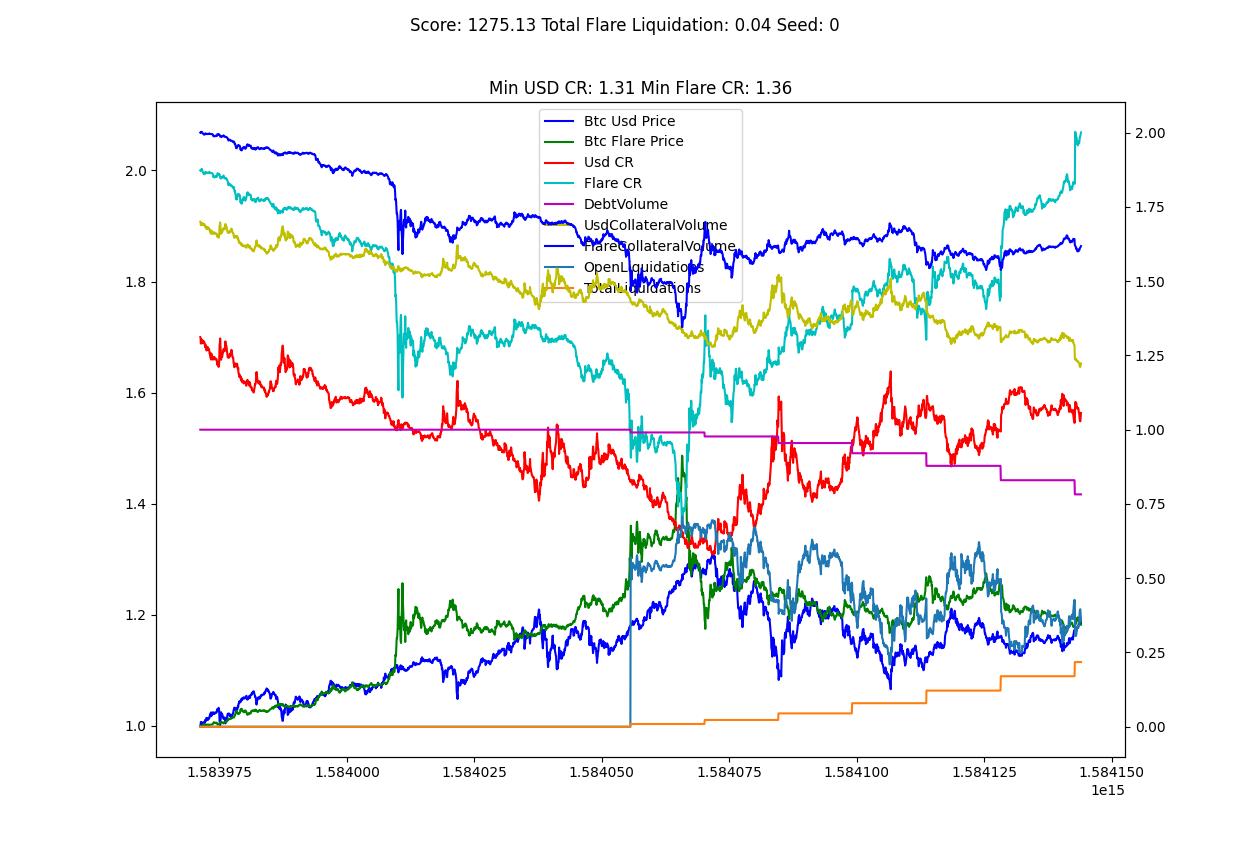 Score: 1275.13 Total Flare Liquidation: 0.04 Seed: 0
Min USD CR: 1.31 Min Flare CR: 1.36
Btc Usd Price
Btc Flare Price
Usd CR
Flare CR
DebtVolume
UsdCollateralVolume
FlareCollateralVolume
OpenLiquidations
TotalLiquidations
2.0
1.8
1.6
1.4
1.2
1.0
2.00
1.75
1.50
1.25
1.00
0.75
0.50
0.25
0.00
1.583975 1.584000 1.584025 1.584050 1.584075 1.584100 1.584125 1.584150
1e15